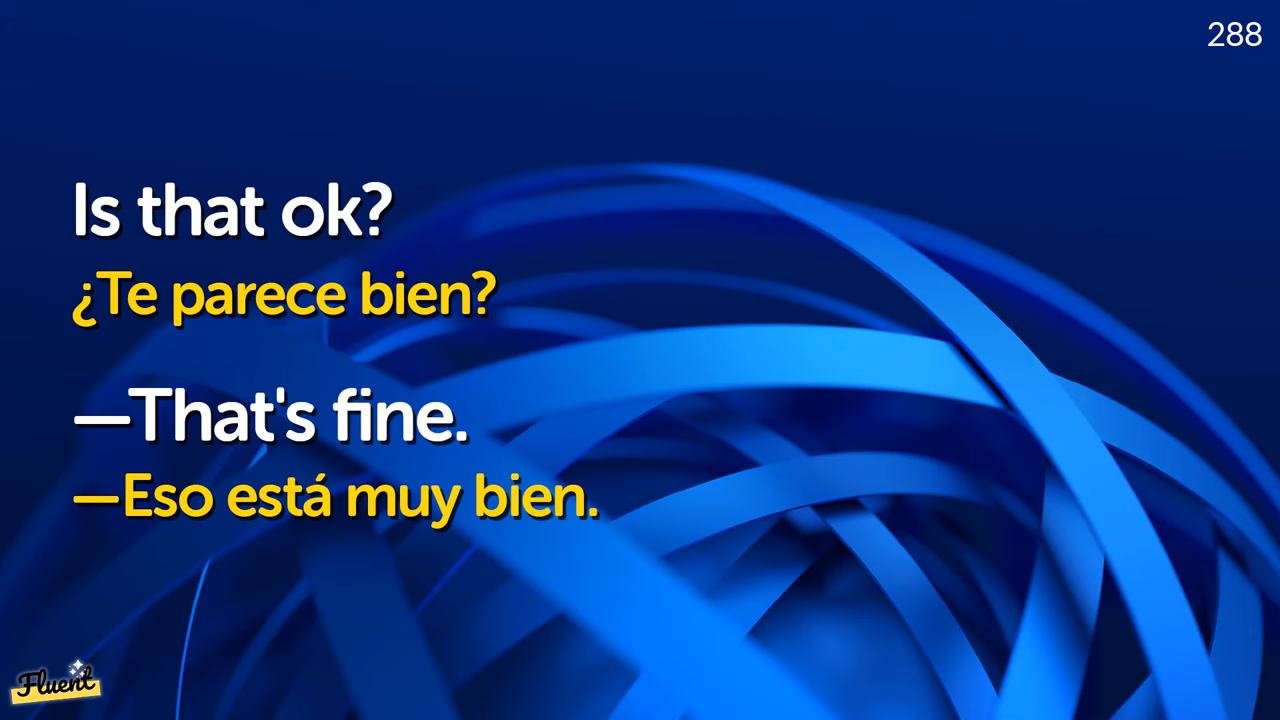 288
Is that ok?
¿Te parece bien?
—That's fine.
—Eso está muy bien.
Fluent